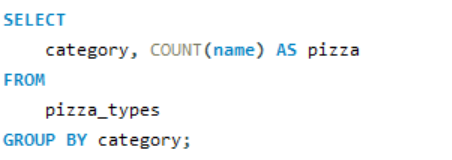 SELECT
    category, COUNT(name) AS pizza
FROM
    pizza_types
GROUP BY category;